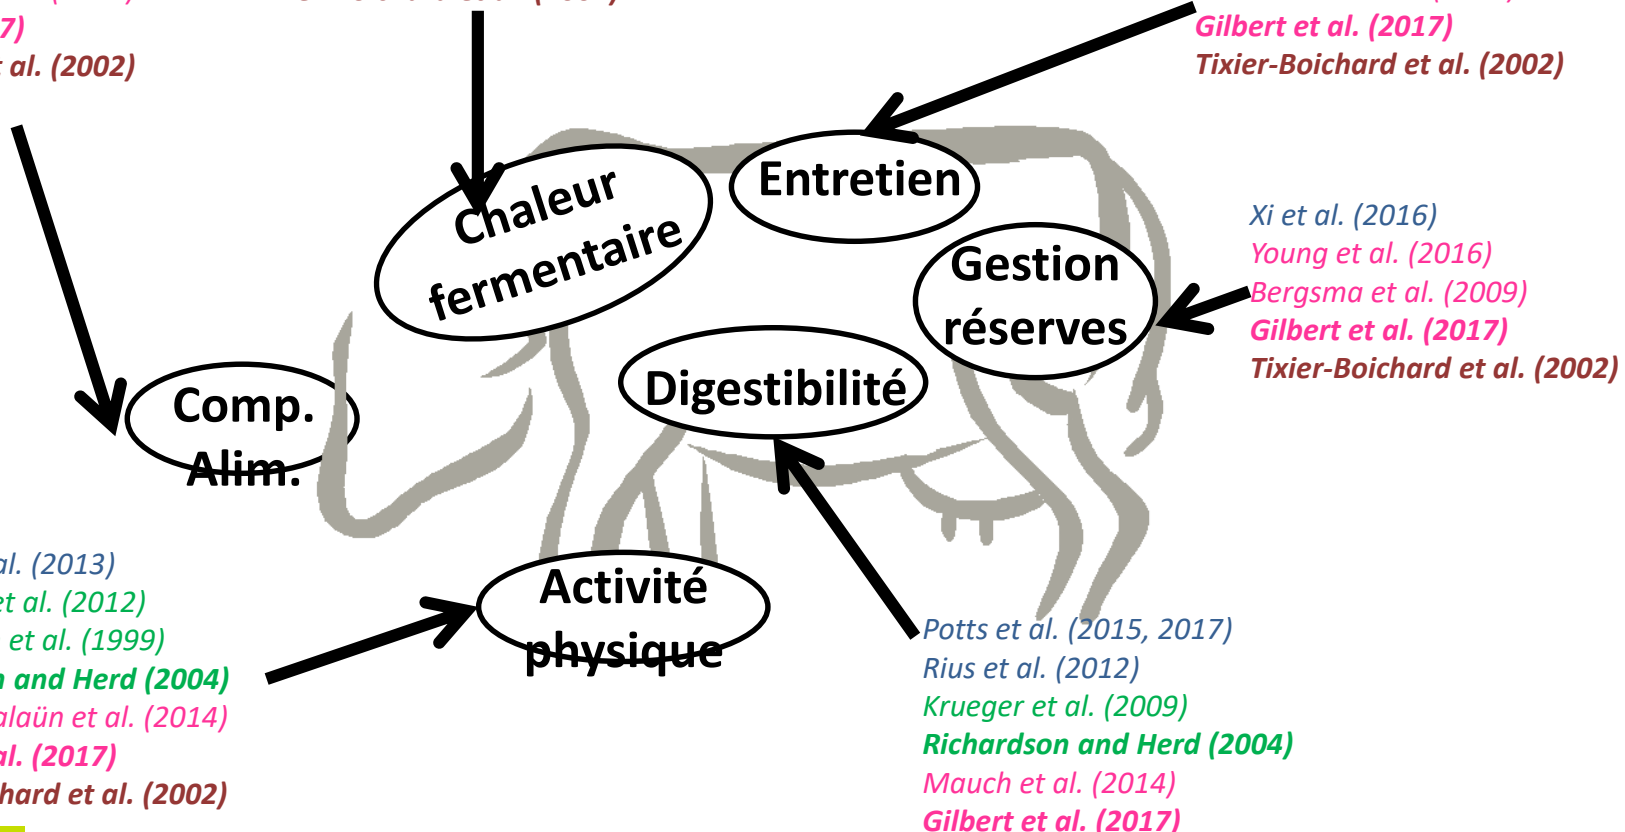 7)
al. (2002)
Gilbert et al. (2017)
Tixier-Boichard et al. (2002)
Chaleur
fermentaire
Entretien
Gestion
réserves
Xi et al. (2016)
Young et al. (2016)
Bergsma et al. (2009)
Gilbert et al. (2017)
Tixier-Boichard et al. (2002)
Digestibilité
Comp.
Alim.
Activité
physique
al. (2013)
et al. (2012)
et al. (1999)
and Herd (2004)
alaün et al. (2014)
al. (2017)
hard et al. (2002)
Potts et al. (2015, 2017)
Rius et al. (2012)
Krueger et al. (2009)
Richardson and Herd (2004)
Mauch et al. (2014)
Gilbert et al. (2017)